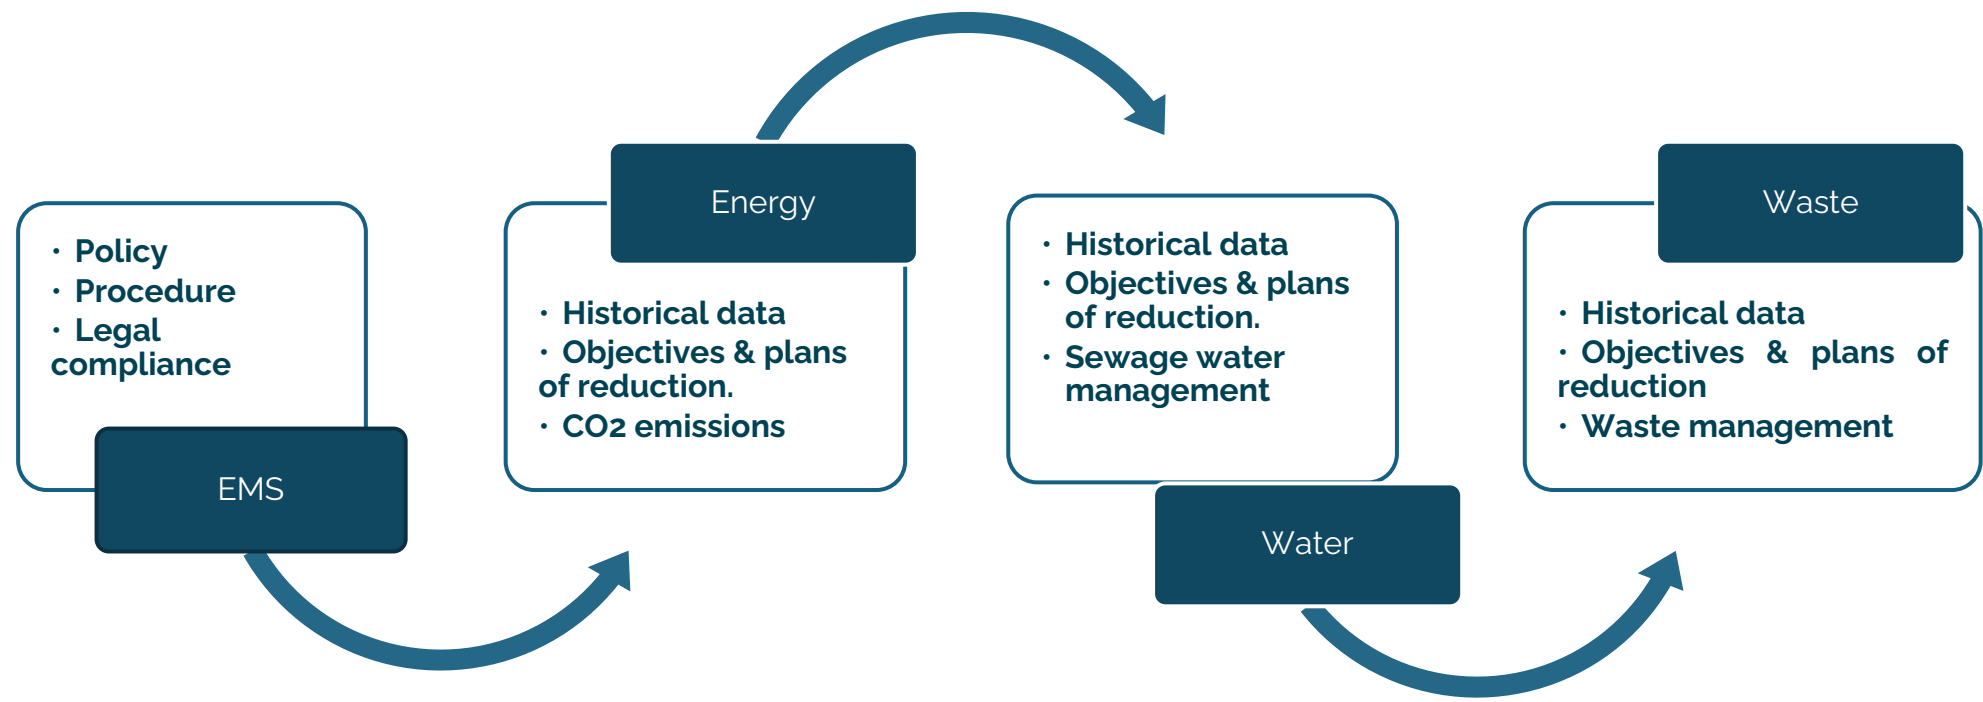 · Policy
· Procedure
· Legal
compliance
EMS
Energy
· Historical data
· Objectives & plans
of reduction.
· CO2 emissions
· Historical data
· Objectives & plans
of reduction.
· Sewage water
management
Water
Waste
· Historical data
· Objectives & plans of
reduction
· Waste management